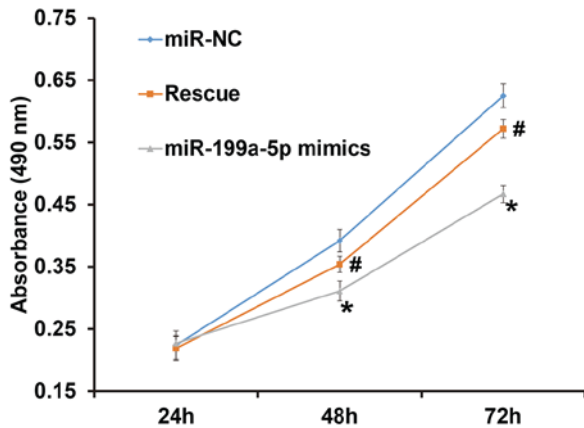 0.75
miR-NC
0.65
Rescue
#
0.55
miR-199a-5p mimics
0.45
*
#
0.35
*
0.25
0.15
24h 48h 72h
Absorbance (490 nm)